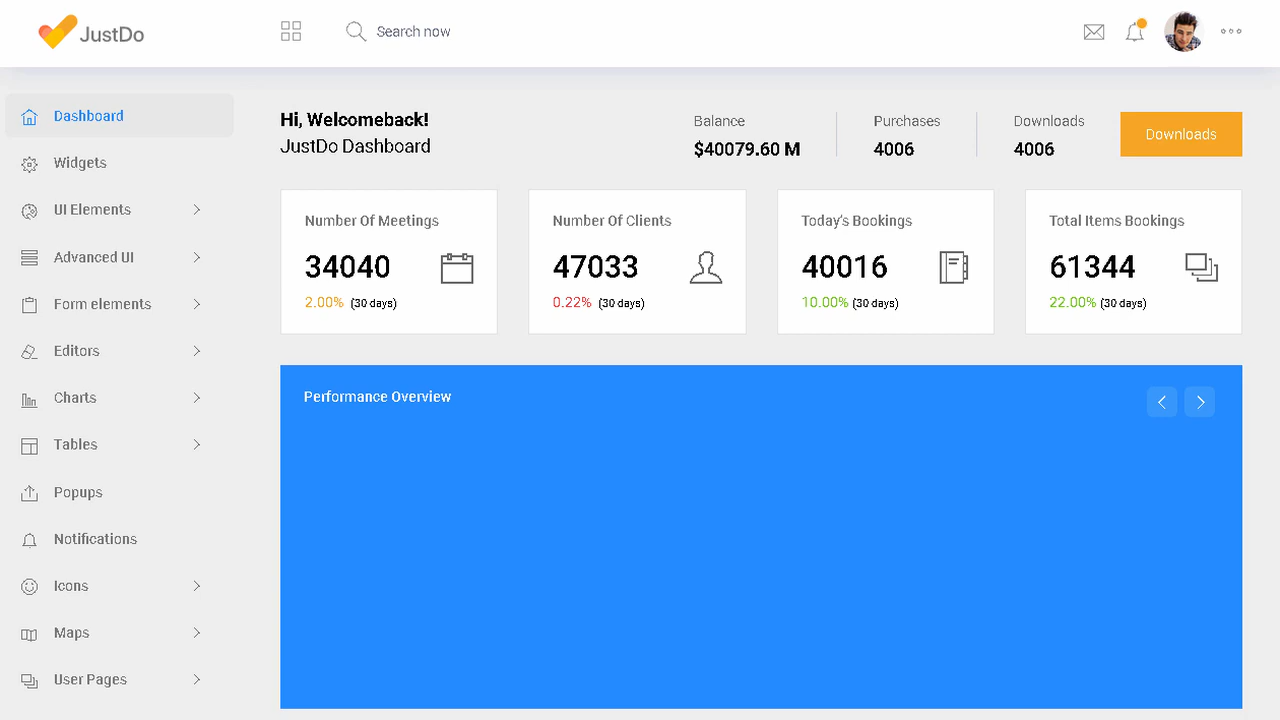 JustDo
Search now
Dashboard
Widgets
UI Elements
Advanced UI
Form elements
Editors
Charts
Tables
Popups
Notifications
Icons
Maps
User Pages
Hi, Welcomeback!
JustDo Dashboard
Balance
$40079.60 M
Purchases
4006
Downloads
4006
Downloads
Number Of Meetings
34040
2.00% (30 days)
Number Of Clients
47033
0.22% (30 days)
Today's Bookings
40016
10.00% (30 days)
Total Items Bookings
61344
22.00% (30 days)
Performance Overview